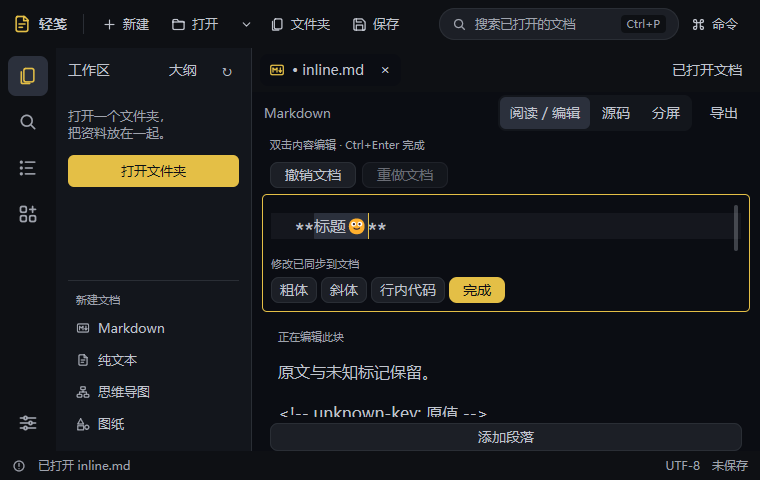 轻笺
新建
打开
文件夹
保存
搜索已打开的文档
Ctrl+P
命令
工作区
大纲
打开一个文件夹，
把资料放在一起。
打开文件夹
新建文档
Markdown
纯文本
思维导图
图纸
• inline.md ×
已打开文档
Markdown
阅读 / 编辑
源码
分屏
导出
双击内容编辑 · Ctrl+Enter 完成
撤销文档
重做文档
**标题🙂**
修改已同步到文档
粗体
斜体
行内代码
完成
正在编辑此块
原文与未知标记保留。
<!-- unknown-key: 原值 -->
添加段落
已打开 inline.md
UTF-8
未保存